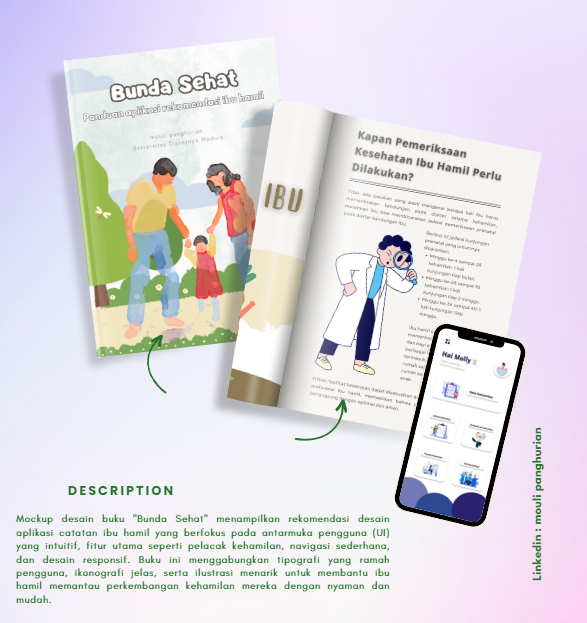 Bunda Sehat
Panduan aplikasi rekomendasi ibu hamil
mouli panghurian
Universitas Trunojoyo Madura
IBU
Kapan Pemeriksaan
Kesehatan Ibu Hamil Perlu
Dilakukan?
Tidak ada patokan yang pasti mengenai berapa kali ibu harus
memeriksakan kandungan pada dokter selama kehamilan,
pada dokter kandungan ibu.
Berikut ini jadwal kunjungan
prenatal yang umumnya
disarankan:
Minggu ke-4 sampai 28
kehamilan: 1 kali
kunjungan tiap bulan.
Minggu ke-28 sampai 36
kehamilan: 1 kali
kunjungan tiap 2 minggu.
Minggu ke-36 sampai 40: 1
kali kunjungan tiap
minggu.
Ibu hamil
Hai Molly
DESCRIPTION
Mockup desain buku "Bunda Sehat" menampilkan rekomendasi desain
aplikasi catatan ibu hamil yang berfokus pada antarmuka pengguna (UI)
yang intuitif, fitur utama seperti pelacak kehamilan, navigasi sederhana,
dan desain responsif. Buku ini menggabungkan tipografi yang ramah
pengguna, ikonografi jelas, serta ilustrasi menarik untuk membantu ibu
hamil memantau perkembangan kehamilan mereka dengan nyaman dan
mudah.
Linkedin : mouli panghurian